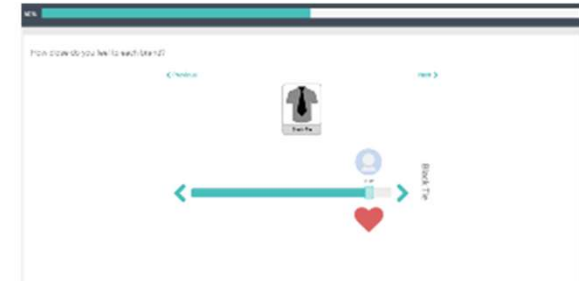 How close do you feel to each brand?
Previous
Next
Black Tie
Black Tie